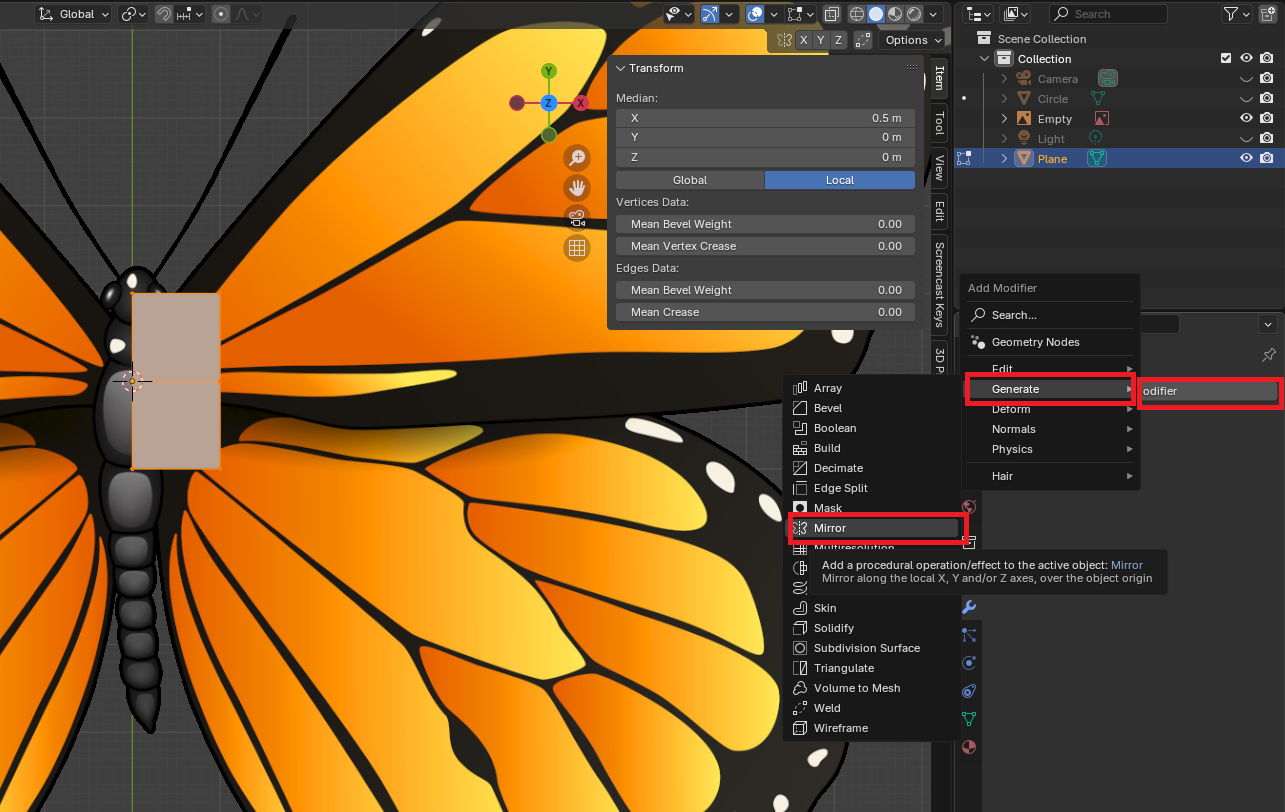 Global
X Y Z
Options
Search
Scene Collection
Collection
Camera
Circle
Empty
Light
Plane
Y
Z
X
Transform
Median:
X 0.5 m
Y 0 m
Z 0 m
Global Local
Vertices Data:
Mean Bevel Weight 0.00
Mean Vertex Crease 0.00
Edges Data:
Mean Bevel Weight 0.00
Mean Crease 0.00
Item
Tool
View
Edit
Screencast Keys
3D P
Add Modifier
Search...
Geometry Nodes
Edit
Generate
odifier
Deform
Normals
Physics
Hair
Array
Bevel
Boolean
Build
Decimate
Edge Split
Mask
Mirror
Multiresolution
Add a procedural operation/effect to the active object: Mirror
Mirror along the local X, Y and/or Z axes, over the object origin
Skin
Solidify
Subdivision Surface
Triangulate
Volume to Mesh
Weld
Wireframe